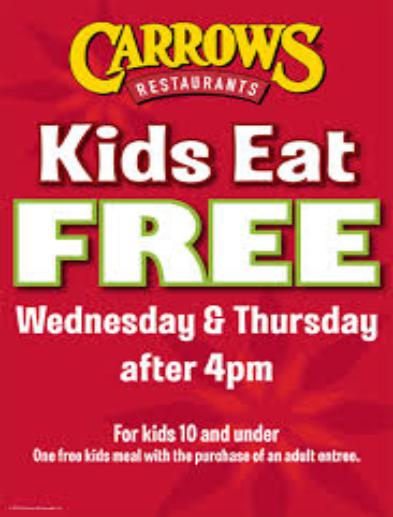 CARROWS
RESTAURANTS
Kids Eat
FREE
Wednesday & Thursday
after 4pm
For kids 10 and under
One free kids meal with the purchase of an adult entree.